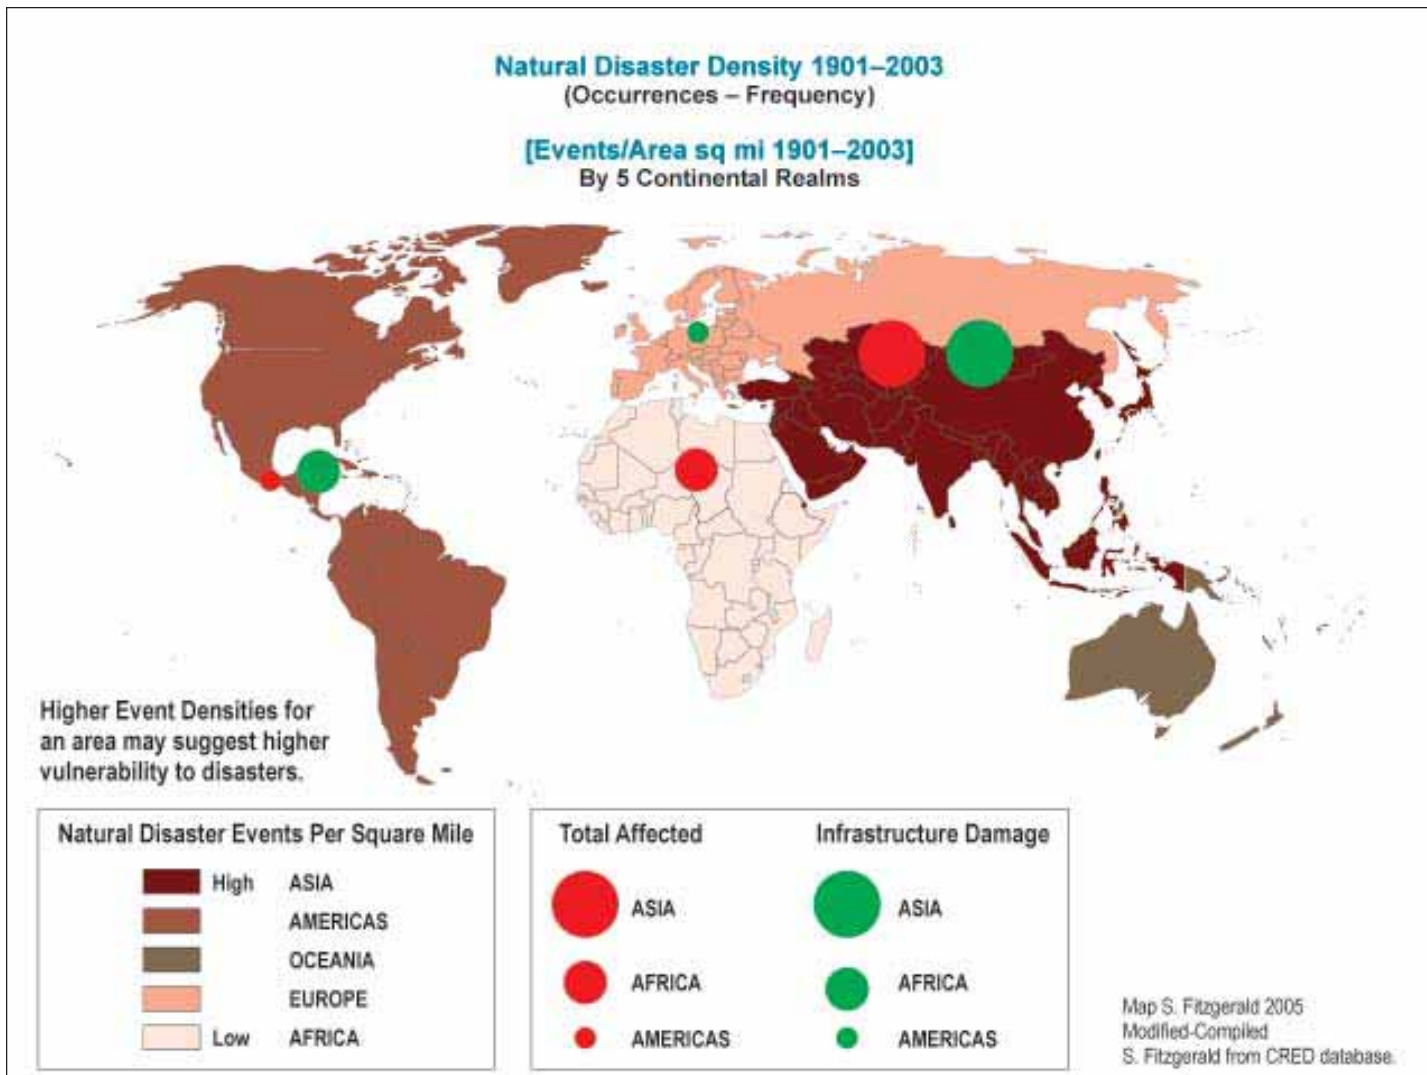 Natural Disaster Density 1901–2003
(Occurrences – Frequency)
[Events/Area sq mi 1901–2003]
By 5 Continental Realms
Higher Event Densities for
an area may suggest higher
vulnerability to disasters.
Natural Disaster Events Per Square Mile
High ASIA
AMERICAS
OCEANIA
EUROPE
Low AFRICA
Total Affected
ASIA
AFRICA
AMERICAS
Infrastructure Damage
ASIA
AFRICA
AMERICAS
Map S. Fitzgerald 2005
Modified-Compiled
S. Fitzgerald from CRED database.